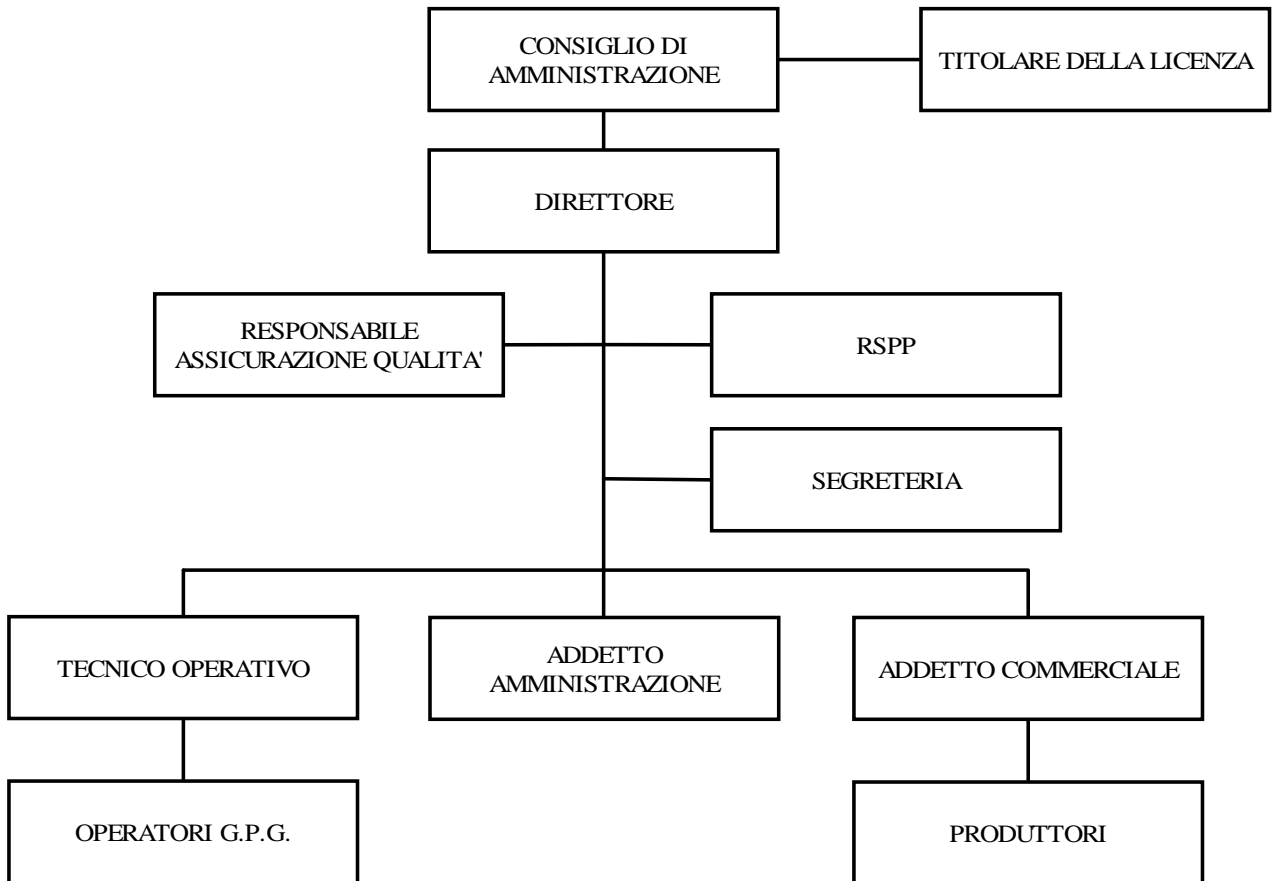 CONSIGLIO DI
AMMINISTRAZIONE
TITOLARE DELLA LICENZA
DIRETTORE
RESPONSABILE
ASSICURAZIONE QUALITA'
RSPP
SEGRETERIA
TECNICO OPERATIVO
ADDETTO
AMMINISTRAZIONE
ADDETTO COMMERCIALE
OPERATORI G.P.G.
PRODUTTORI